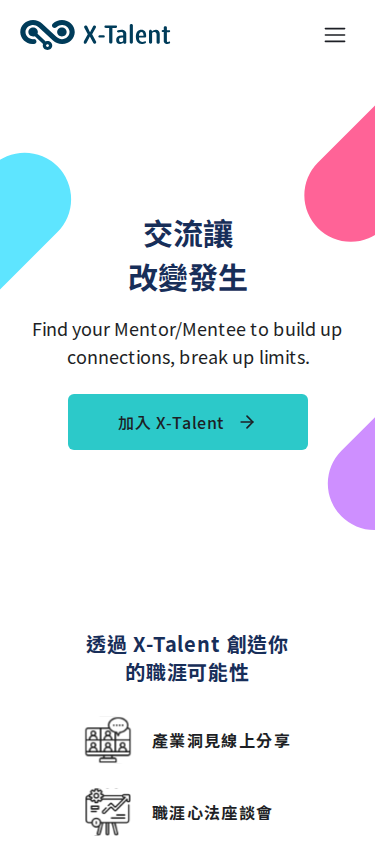 X-Talent
交流讓
改變發生
Find your Mentor/Mentee to build up
connections, break up limits.
加入 X-Talent →
透過 X-Talent 創造你
的職涯可能性
產業洞見線上分享
職涯心法座談會